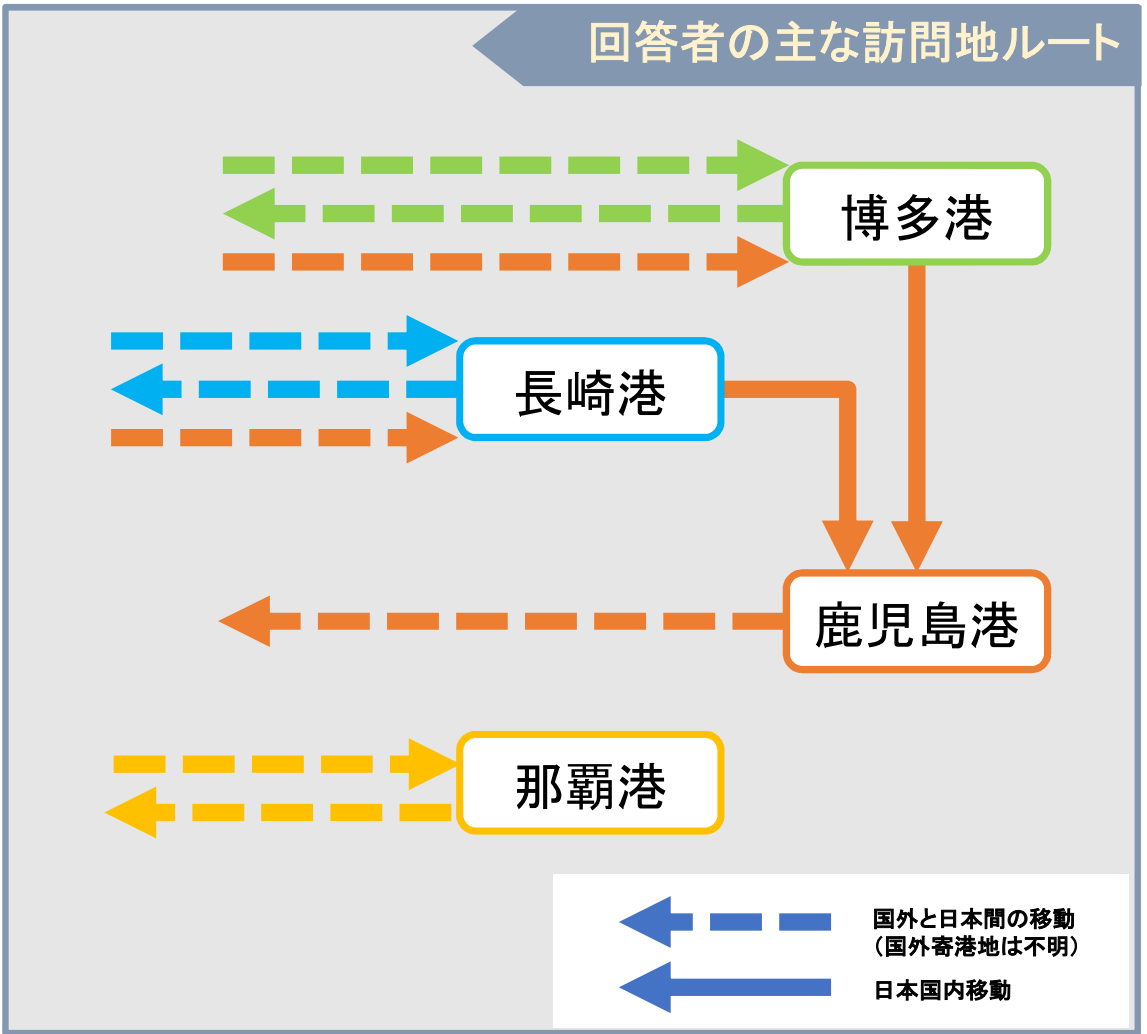 回答者の主な訪問地ルート
博多港
長崎港
鹿児島港
那覇港
国外と日本間の移動
（国外寄港地は不明）
日本国内移動